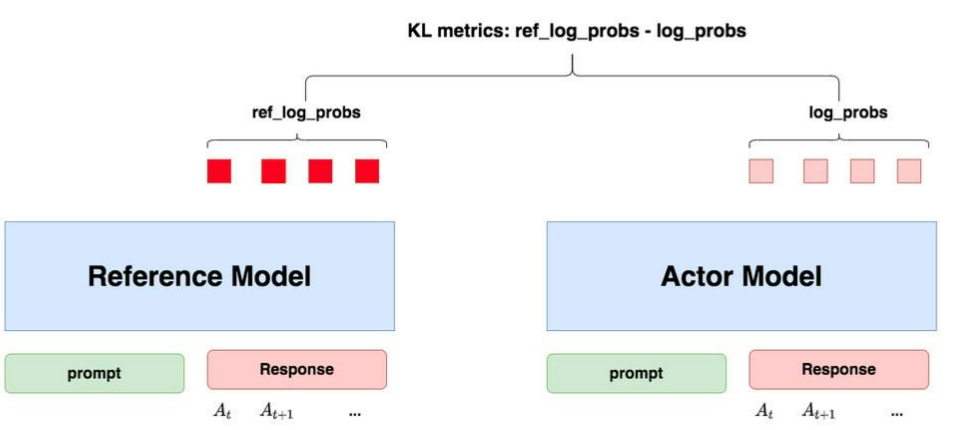 KL metrics: ref_log_probs - log_probs
ref_log_probs
log_probs
Reference Model
Actor Model
prompt
Response
prompt
Response
A_t A_{t+1} ...
A_t A_{t+1} ...